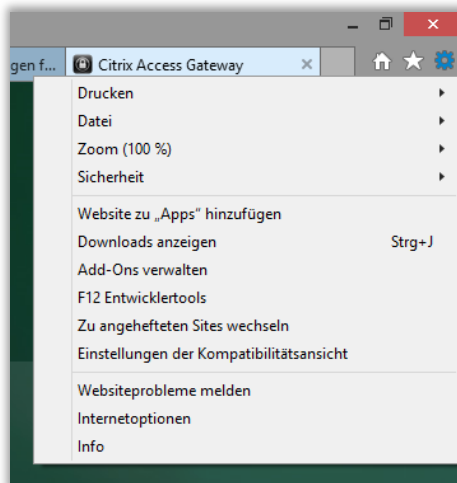 gen f...
Citrix Access Gateway
Drucken
Datei
Zoom (100 %)
Sicherheit
Website zu „Apps“ hinzufügen
Downloads anzeigen Strg+J
Add-Ons verwalten
F12 Entwicklertools
Zu angehefteten Sites wechseln
Einstellungen der Kompatibilitätsansicht
Websiteprobleme melden
Internetoptionen
Info